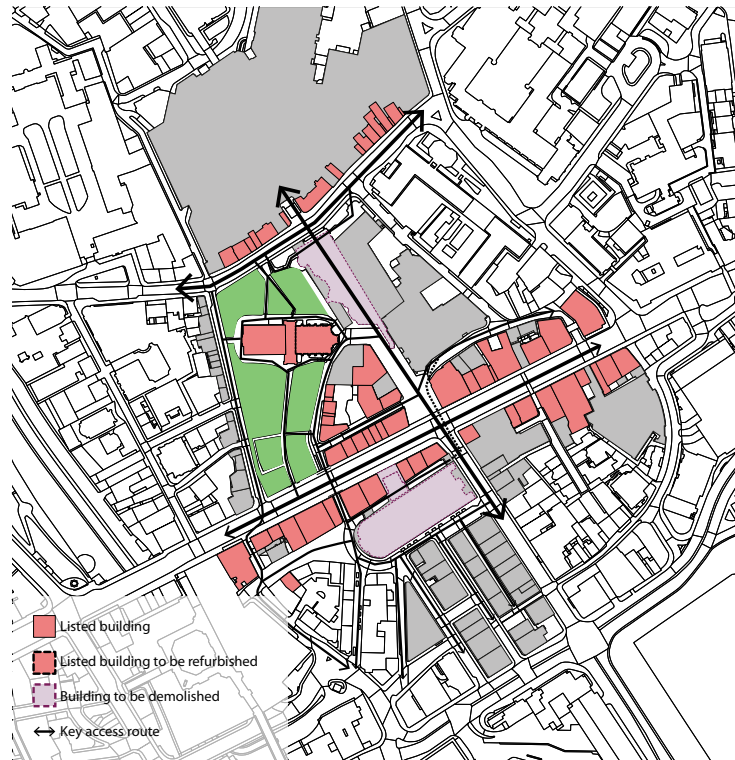 Listed building
Listed building to be refurbished
Building to be demolished
Key access route